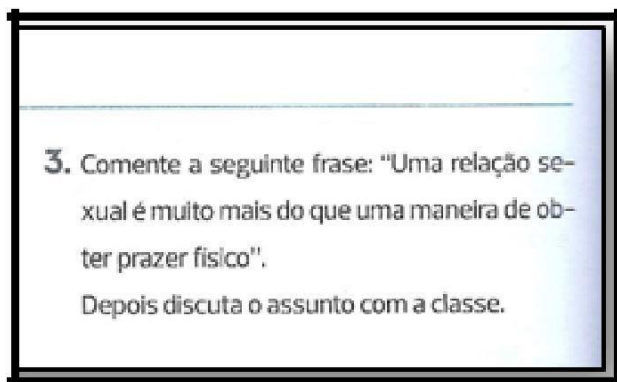 3. Comente a seguinte frase: "Uma relação se-
xual é muito mais do que uma maneira de ob-
ter prazer físico".
Depois discuta o assunto com a classe.